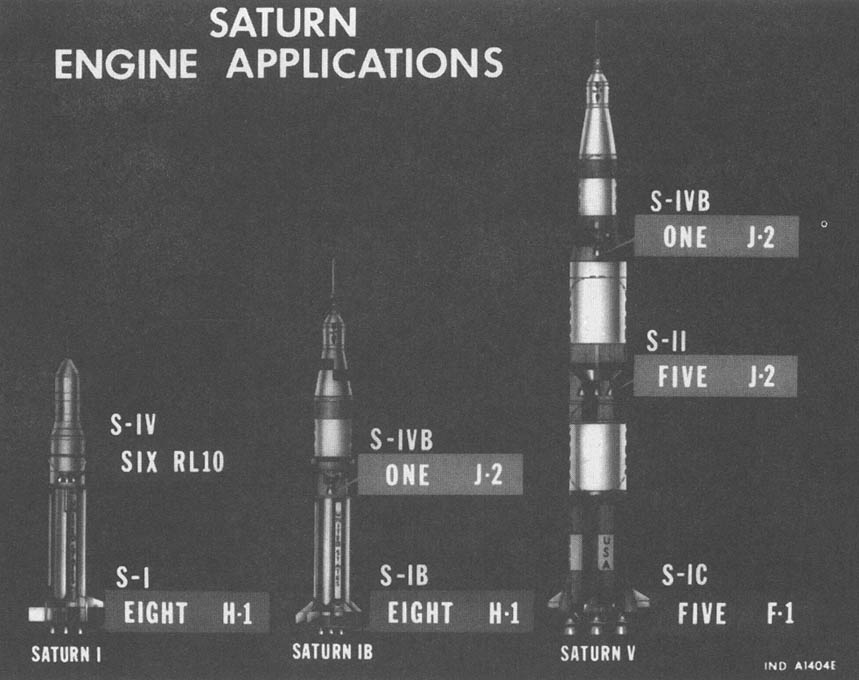 SATURN
ENGINE APPLICATIONS
S-IV
SIX RL10
S-I
EIGHT H-1
SATURN I
S-IVB
ONE J-2
S-IB
EIGHT H-1
SATURN IB
S-IVB
ONE J-2
S-II
FIVE J-2
USA
S-IC
FIVE F-1
SATURN V
IND A1404E